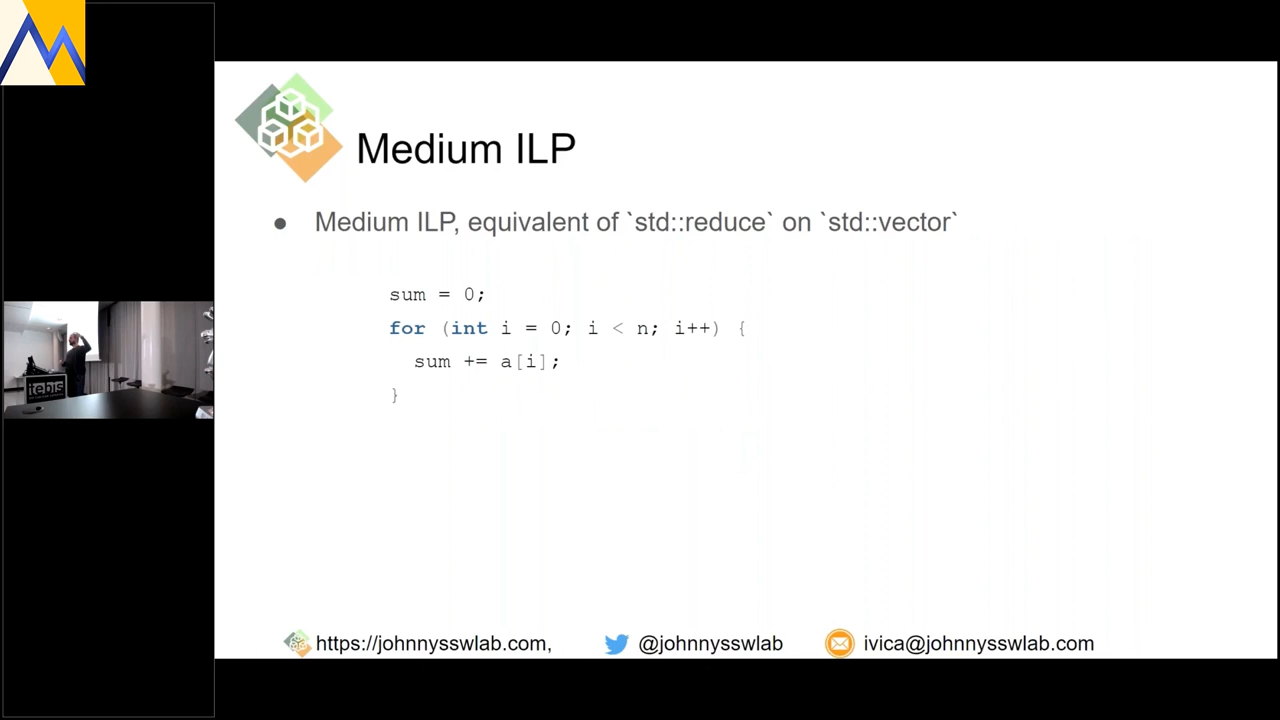 Medium ILP
● Medium ILP, equivalent of `std::reduce` on `std::vector`
sum = 0;
for (int i = 0; i < n; i++) {
sum += a[i];
}
tebis
https://johnnysswlab.com, @johnnysswlab ivica@johnnysswlab.com